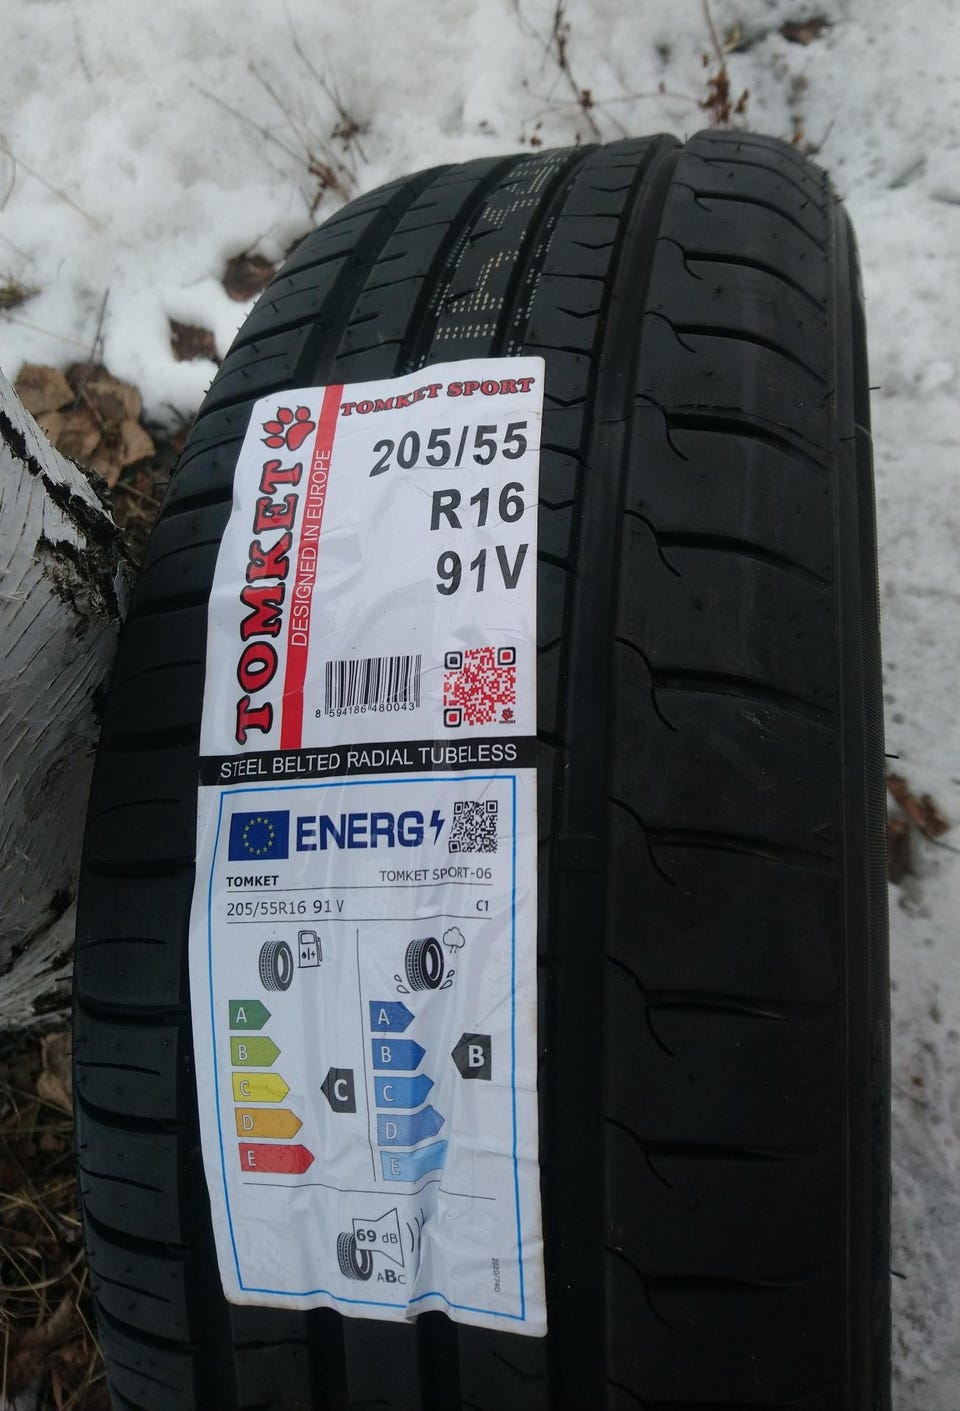 TOMKET SPORT
TOMKET
DESIGNED IN EUROPE
205/55
R16
91V
8 594186 480043
STEEL BELTED RADIAL TUBELESS
ENERG
TOMKET TOMKET SPORT-06
205/55R16 91 V C1
A A
B B B
C C C
D D
E E
69 dB
ABC
2020/740